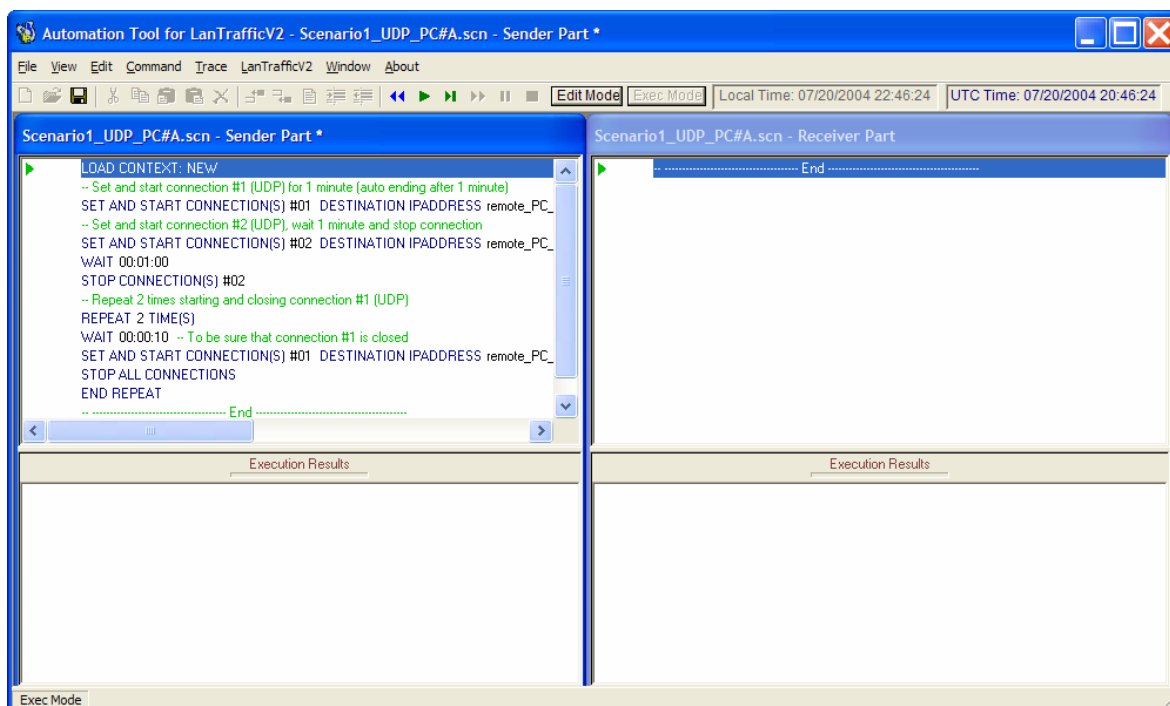 Automation Tool for LanTrafficV2 - Scenario1_UDP_PC#A.scn - Sender Part *
File View Edit Command Trace LanTrafficV2 Window About
Edit Mode Exec Mode Local Time: 07/20/2004 22:46:24 UTC Time: 07/20/2004 20:46:24
Scenario1_UDP_PC#A.scn - Sender Part *
LOAD CONTEXT: NEW
-- Set and start connection #1 (UDP) for 1 minute (auto ending after 1 minute)
SET AND START CONNECTION(S) #01 DESTINATION IPADDRESS remote_PC_
-- Set and start connection #2 (UDP), wait 1 minute and stop connection
SET AND START CONNECTION(S) #02 DESTINATION IPADDRESS remote_PC_
WAIT 00:01:00
STOP CONNECTION(S) #02
-- Repeat 2 times starting and closing connection #1 (UDP)
REPEAT 2 TIME(S)
WAIT 00:00:10 -- To be sure that connection #1 is closed
SET AND START CONNECTION(S) #01 DESTINATION IPADDRESS remote_PC_
STOP ALL CONNECTIONS
END REPEAT
-- -------------------------------------- End -------------------------------------------
Execution Results
Scenario1_UDP_PC#A.scn - Receiver Part
-- -------------------------------------- End -------------------------------------------
Execution Results
Exec Mode